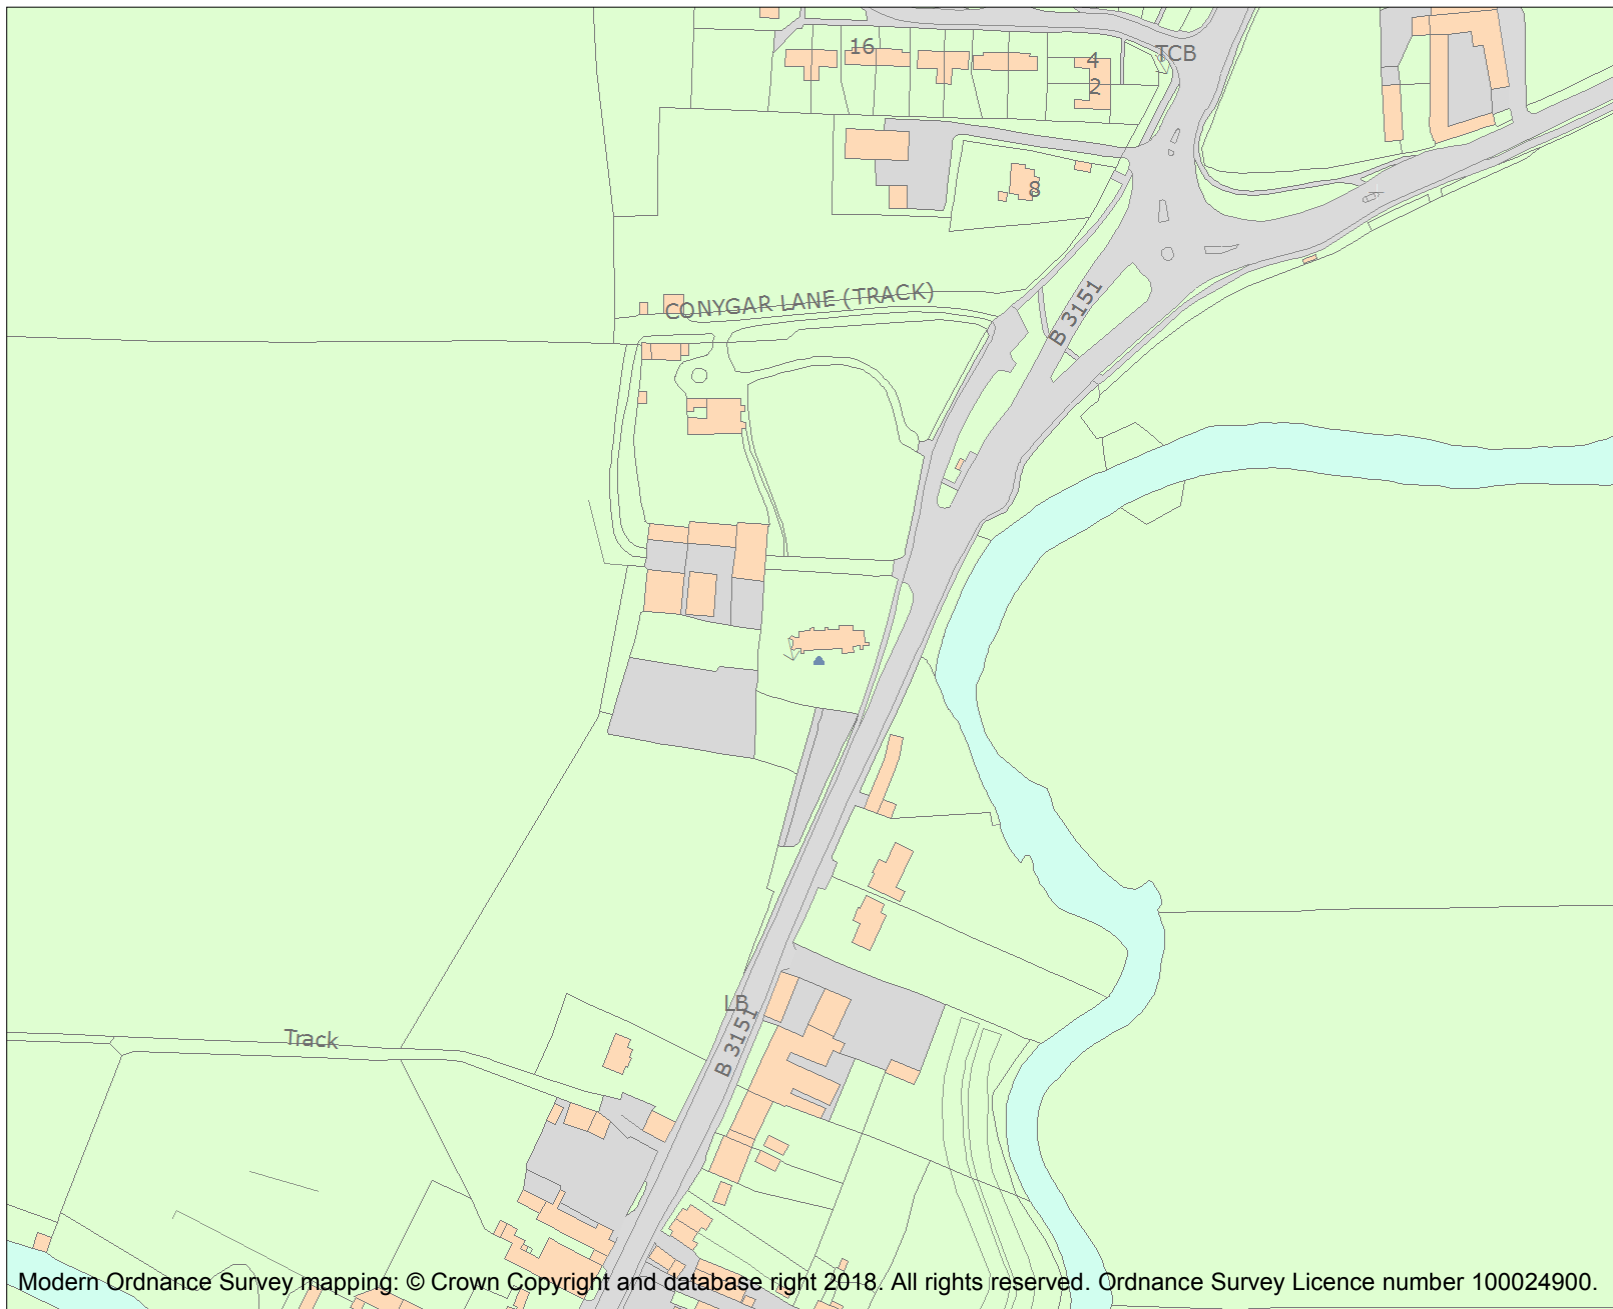 16
TCB
4
2
8
CONYGAR LANE (TRACK)
B 3151
LB
B 3151
Track
Modern Ordnance Survey mapping: © Crown Copyright and database right 2018. All rights reserved. Ordnance Survey Licence number 100024900.